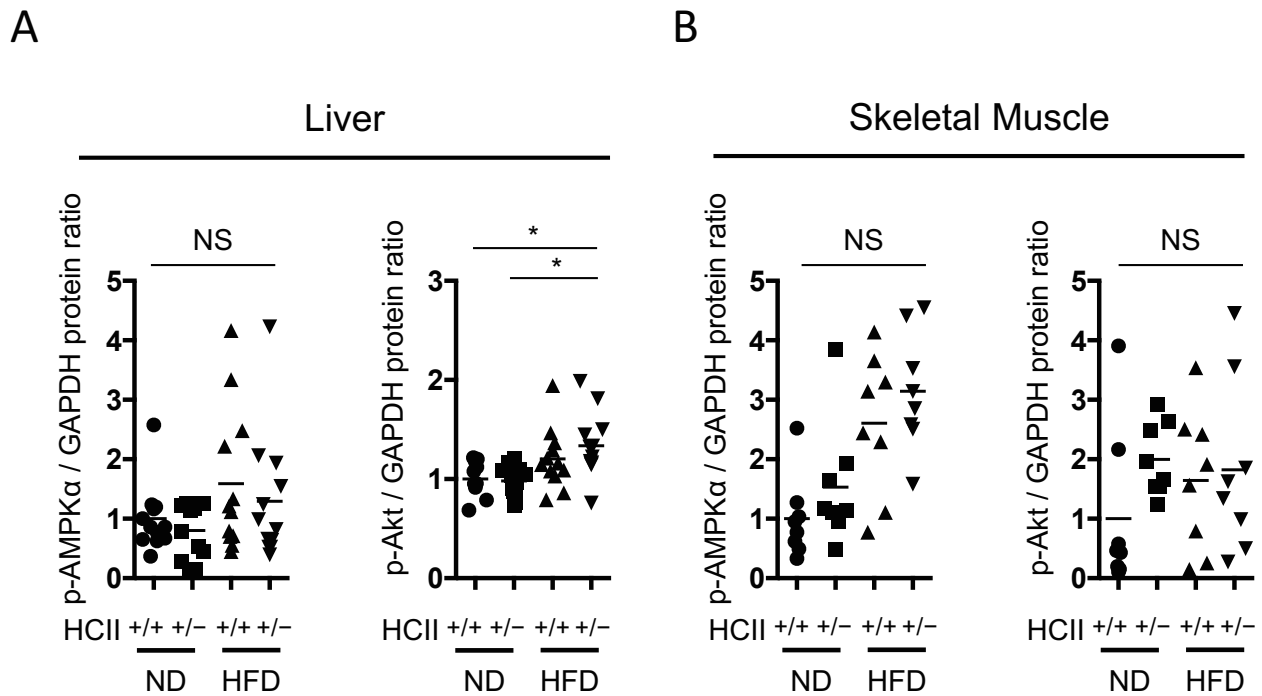 A
B
Liver
Skeletal Muscle
p-AMPKα / GAPDH protein ratio
NS
5
4
3
2
1
0
HCII +/+ +/− +/+ +/−
ND HFD
p-Akt / GAPDH protein ratio
*
*
3
2
1
0
+/+ +/− +/+ +/−
ND HFD
p-AMPKα / GAPDH protein ratio
NS
5
4
3
2
1
0
HCII +/+ +/− +/+ +/−
ND HFD
p-Akt / GAPDH protein ratio
NS
5
4
3
2
1
0
+/+ +/− +/+ +/−
ND HFD